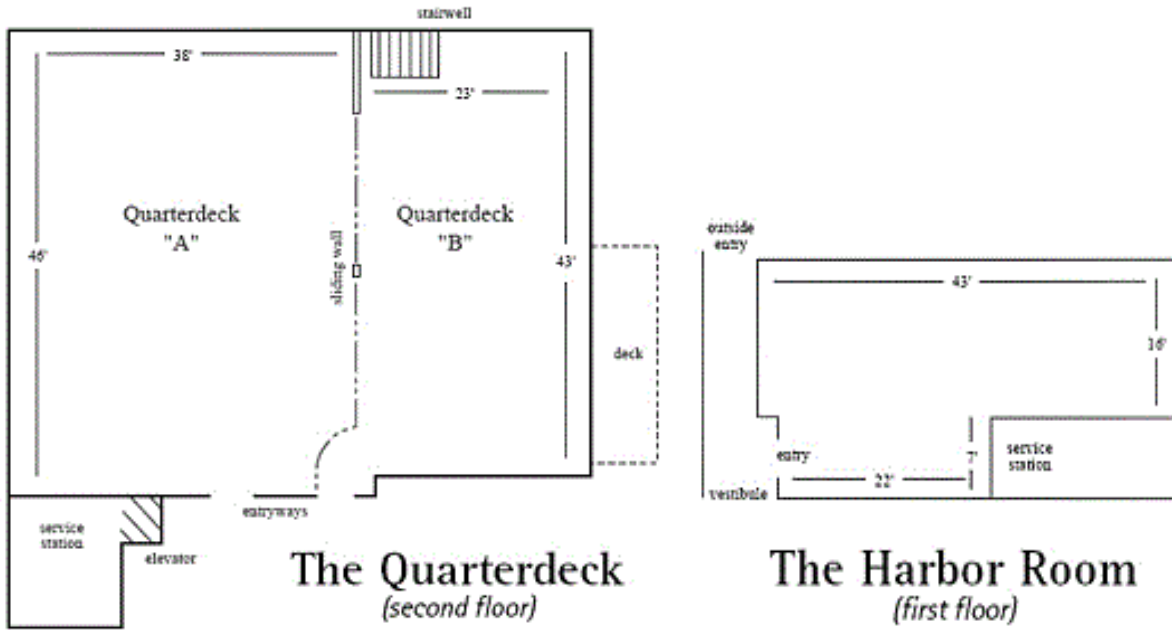 stairwell
38'
23'
Quarterdeck
"A"
Quarterdeck
"B"
46'
sliding wall
43'
deck
entryways
service
station
elevator
The Quarterdeck
(second floor)
outside
entry
43'
16'
entry
7'
service
station
22'
vestibule
The Harbor Room
(first floor)